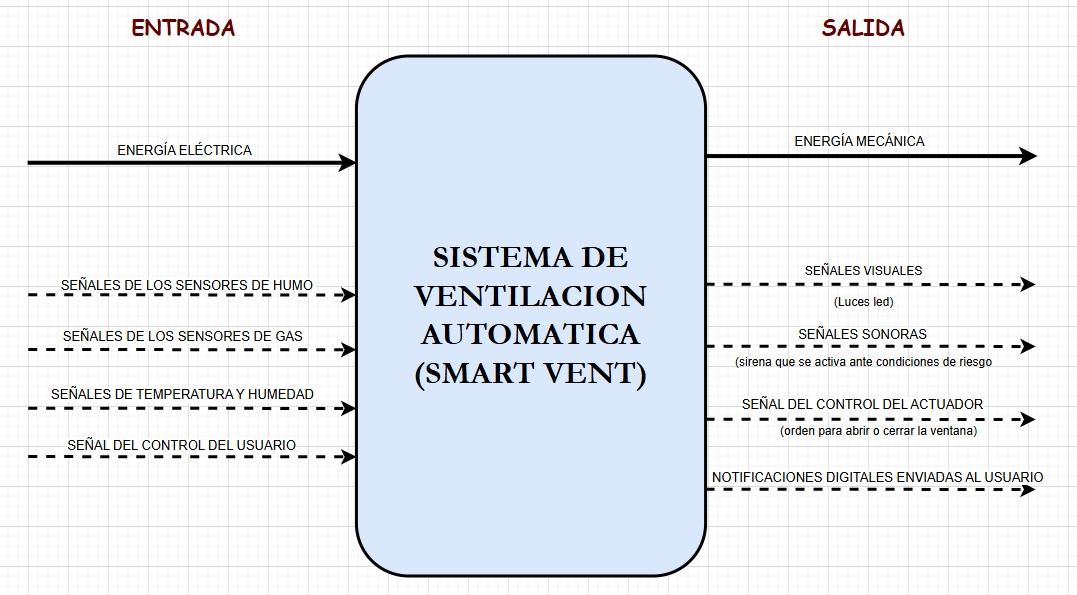 ENTRADA
SALIDA
ENERGÍA ELÉCTRICA
SEÑALES DE LOS SENSORES DE HUMO
SEÑALES DE LOS SENSORES DE GAS
SEÑALES DE TEMPERATURA Y HUMEDAD
SEÑAL DEL CONTROL DEL USUARIO
SISTEMA DE
VENTILACION
AUTOMATICA
(SMART VENT)
ENERGÍA MECÁNICA
SEÑALES VISUALES
(Luces led)
SEÑALES SONORAS
(sirena que se activa ante condiciones de riesgo
SEÑAL DEL CONTROL DEL ACTUADOR
(orden para abrir o cerrar la ventana)
NOTIFICACIONES DIGITALES ENVIADAS AL USUARIO